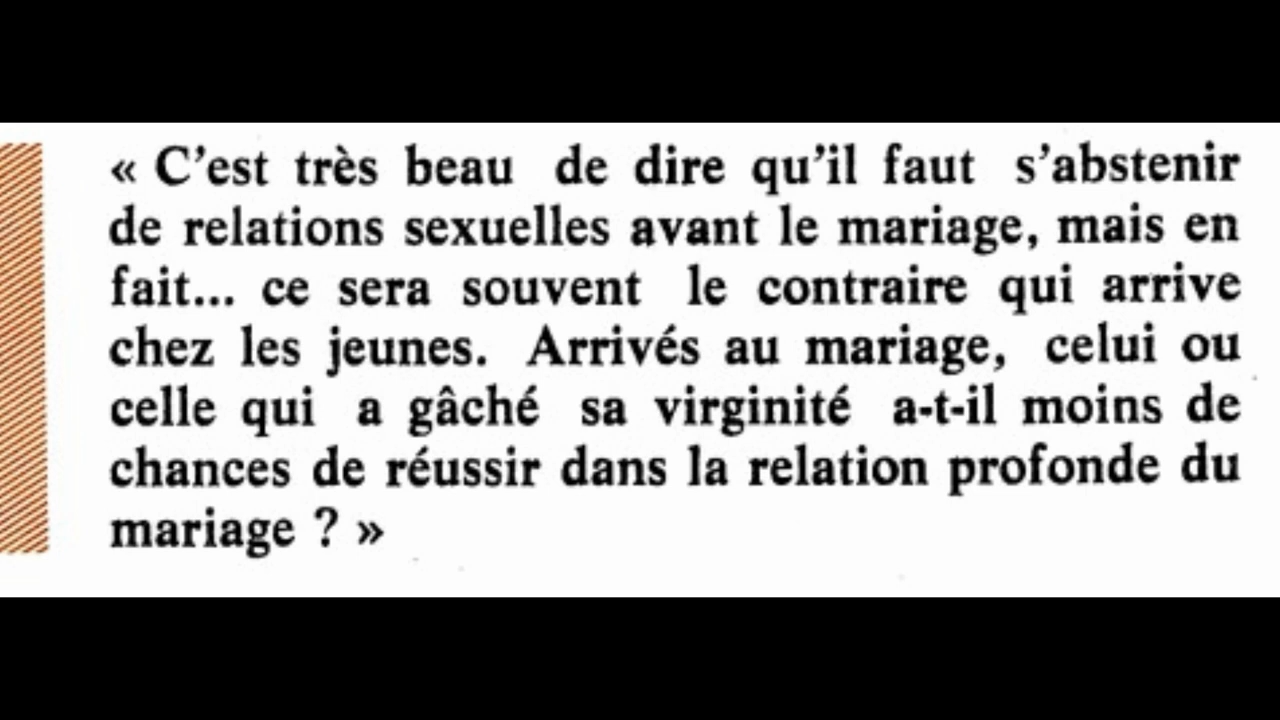 « C’est très beau de dire qu’il faut s’abstenir
de relations sexuelles avant le mariage, mais en
fait... ce sera souvent le contraire qui arrive
chez les jeunes. Arrivés au mariage, celui ou
celle qui a gâché sa virginité a-t-il moins de
chances de réussir dans la relation profonde du
mariage ? »